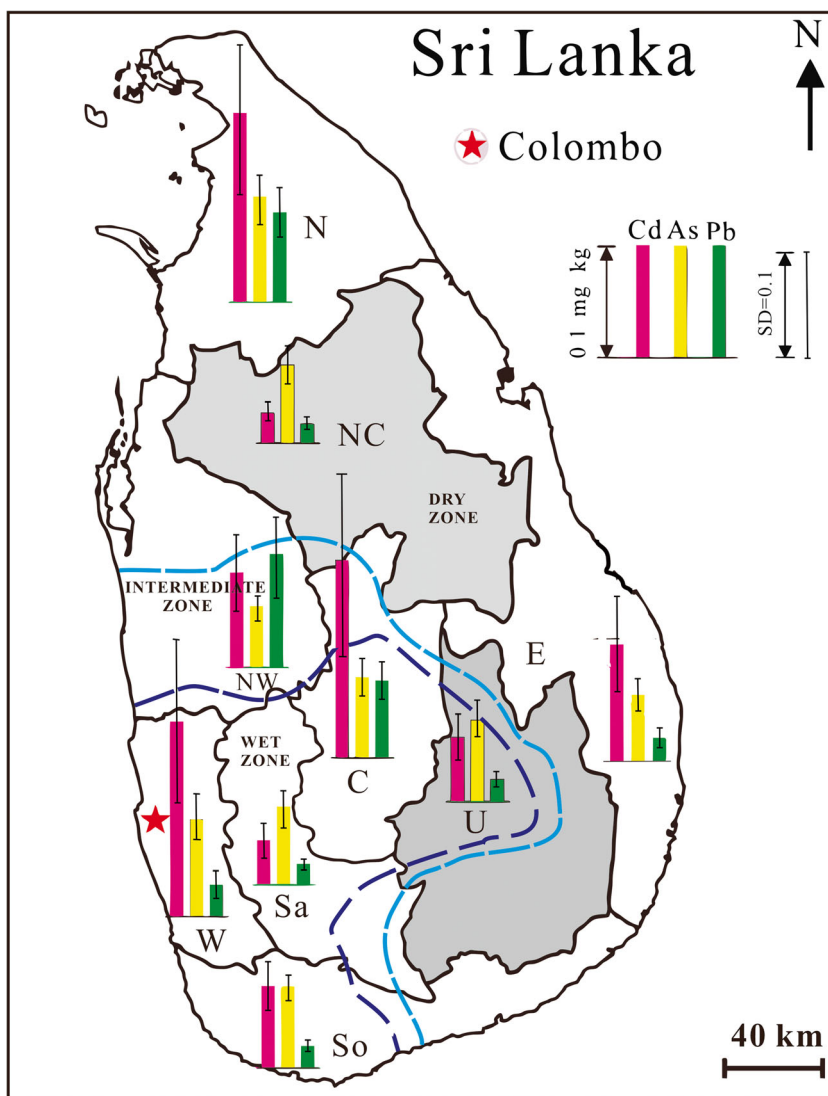 Sri Lanka
N
Colombo
Cd As Pb
0 1 mg kg
SD=0.1
N
NC
DRY
ZONE
INTERMEDIATE
ZONE
NW
E
WET
ZONE
C
U
Sa
W
So
40 km